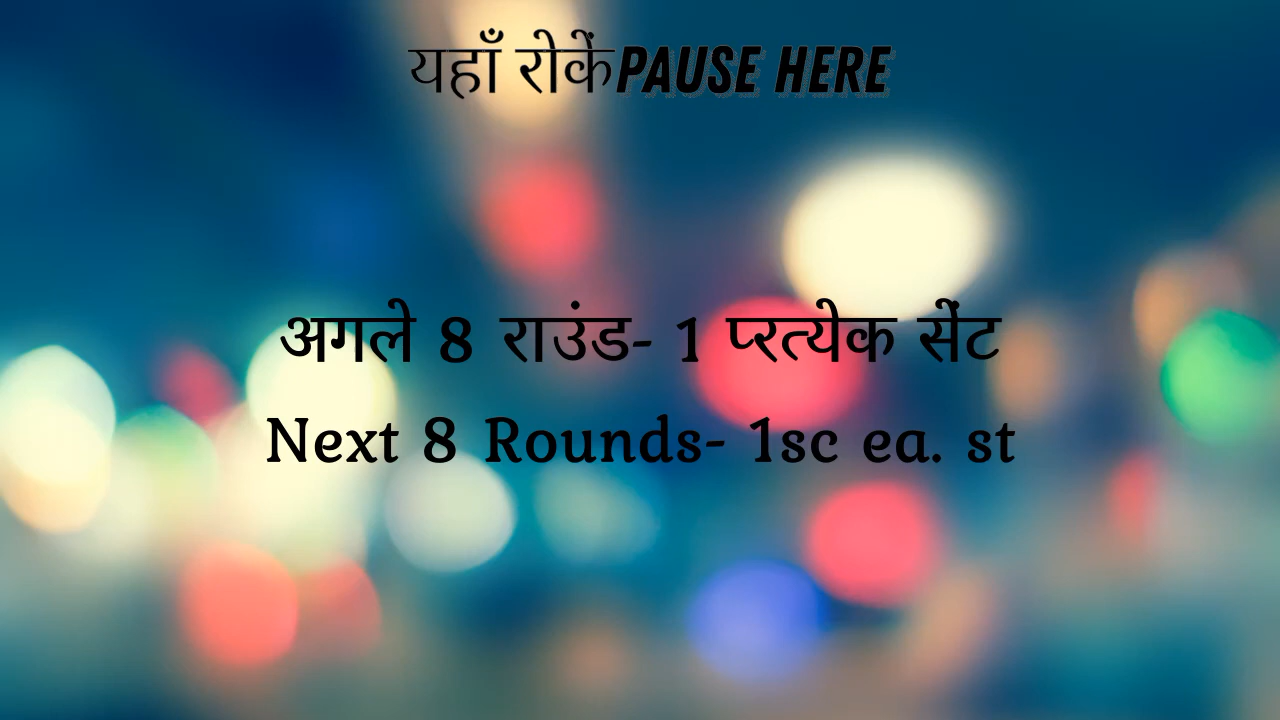 यहाँ रोकेंPAUSE HERE
अगले 8 राउंड- 1 प्रत्येक सेंट
Next 8 Rounds- 1sc ea. st